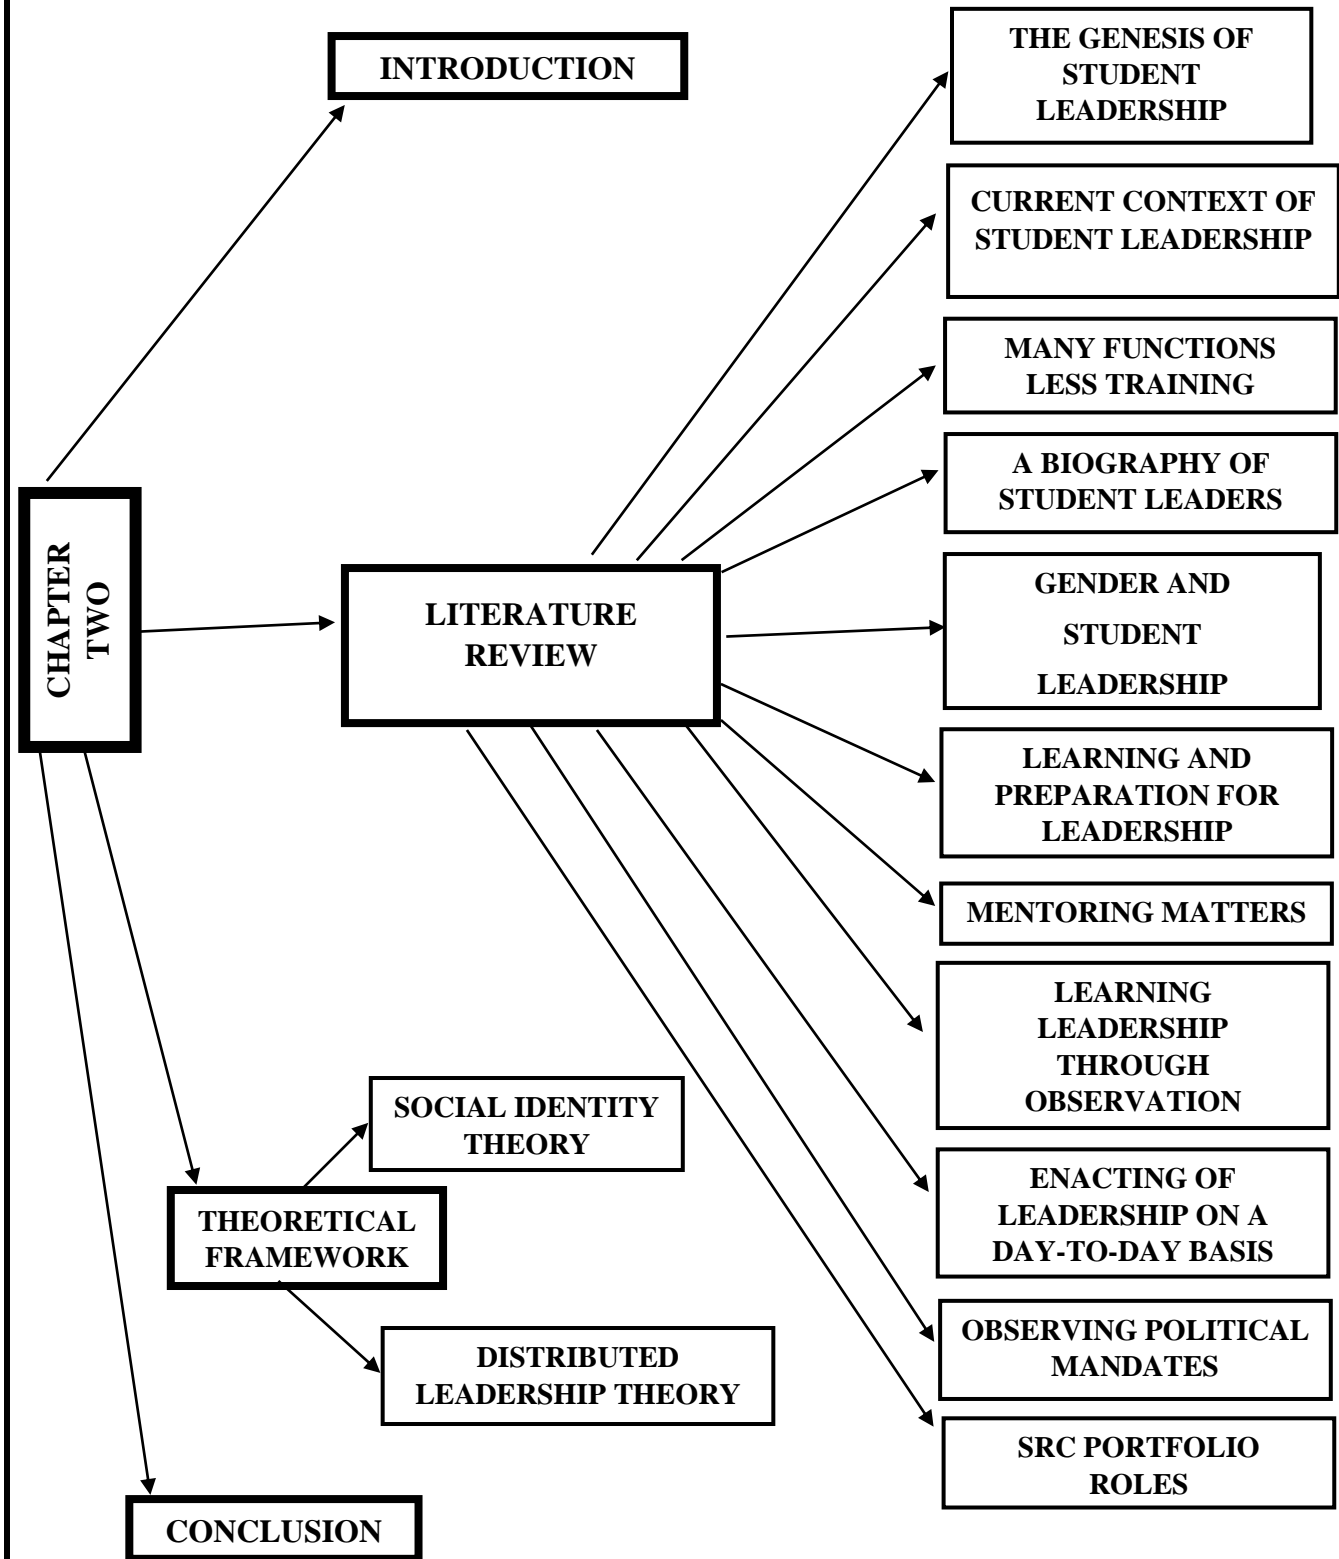 INTRODUCTION
CHAPTER
TWO
LITERATURE
REVIEW
THE GENESIS OF
STUDENT
LEADERSHIP
CURRENT CONTEXT OF
STUDENT LEADERSHIP
MANY FUNCTIONS
LESS TRAINING
A BIOGRAPHY OF
STUDENT LEADERS
GENDER AND
STUDENT
LEADERSHIP
LEARNING AND
PREPARATION FOR
LEADERSHIP
MENTORING MATTERS
LEARNING
LEADERSHIP
THROUGH
OBSERVATION
ENACTING OF
LEADERSHIP ON A
DAY-TO-DAY BASIS
OBSERVING POLITICAL
MANDATES
SRC PORTFOLIO
ROLES
THEORETICAL
FRAMEWORK
SOCIAL IDENTITY
THEORY
DISTRIBUTED
LEADERSHIP THEORY
CONCLUSION